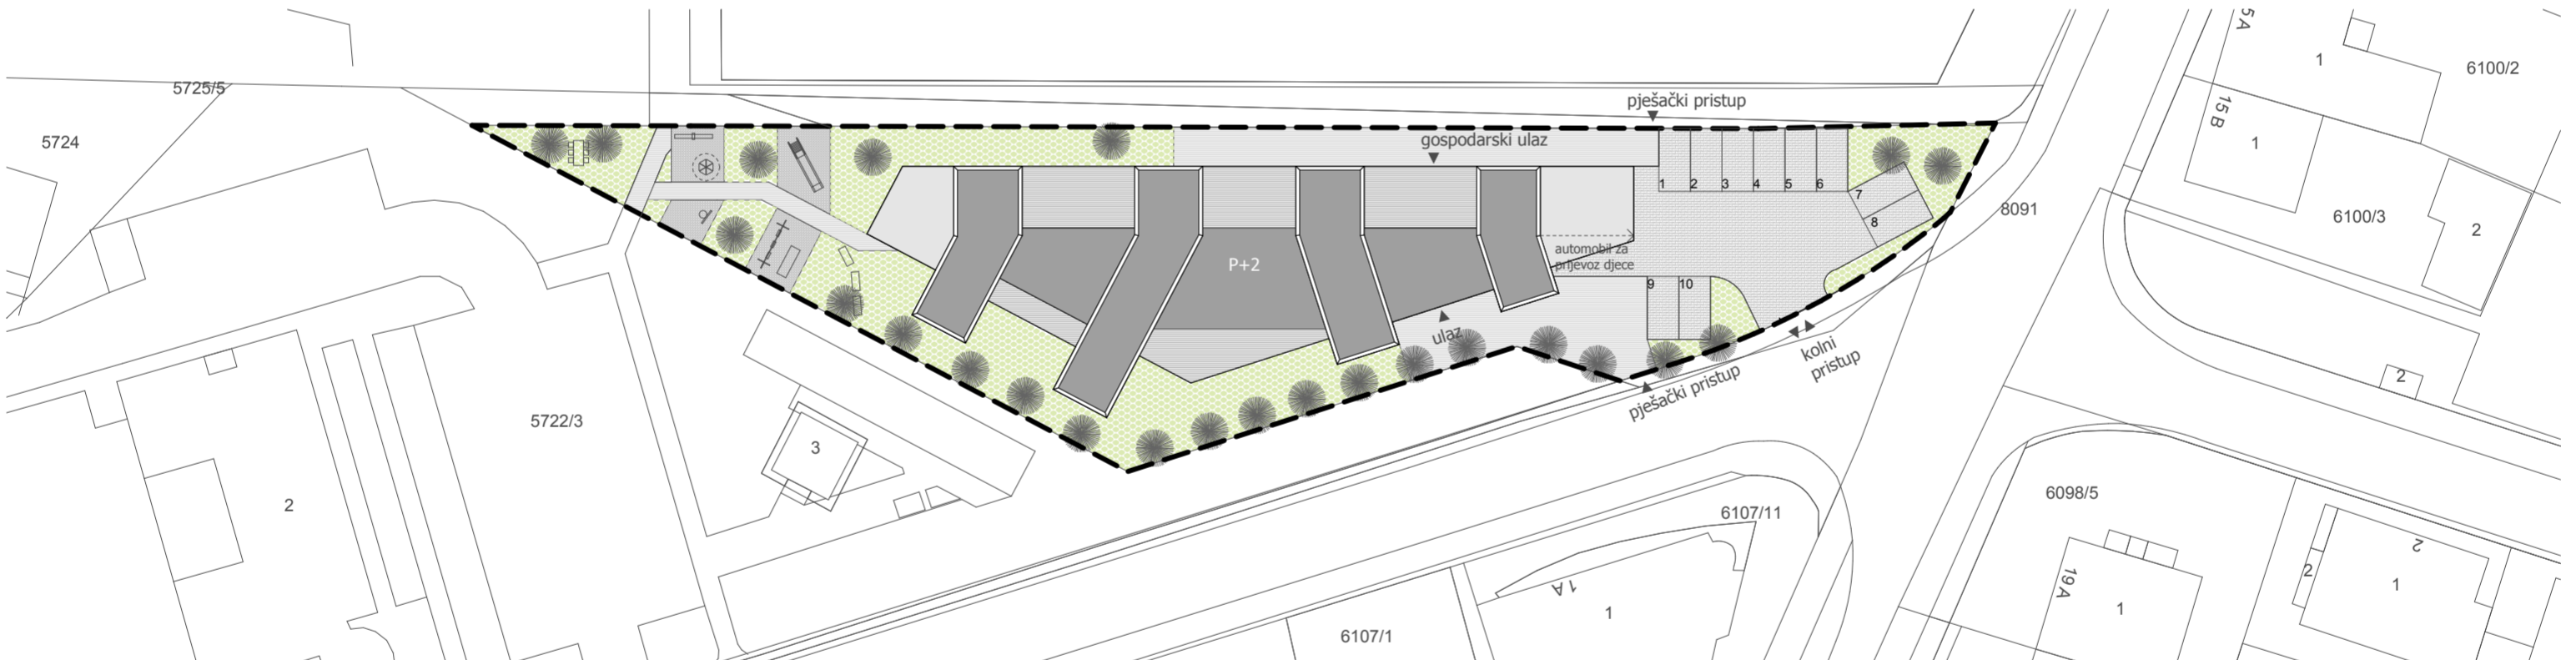 5 A
1
6100/2
5725/5
pješački pristup
15 B
5724
gospodarski ulaz
1
1
2
3
4
5
6
7
8
8091
6100/3
2
automobil za
prijevoz djece
P+2
9
10
ulaz
kolni
pristup
pješački pristup
2
5722/3
3
2
6098/5
6107/11
2
2
1
19 A
1
1 A
1
6107/1